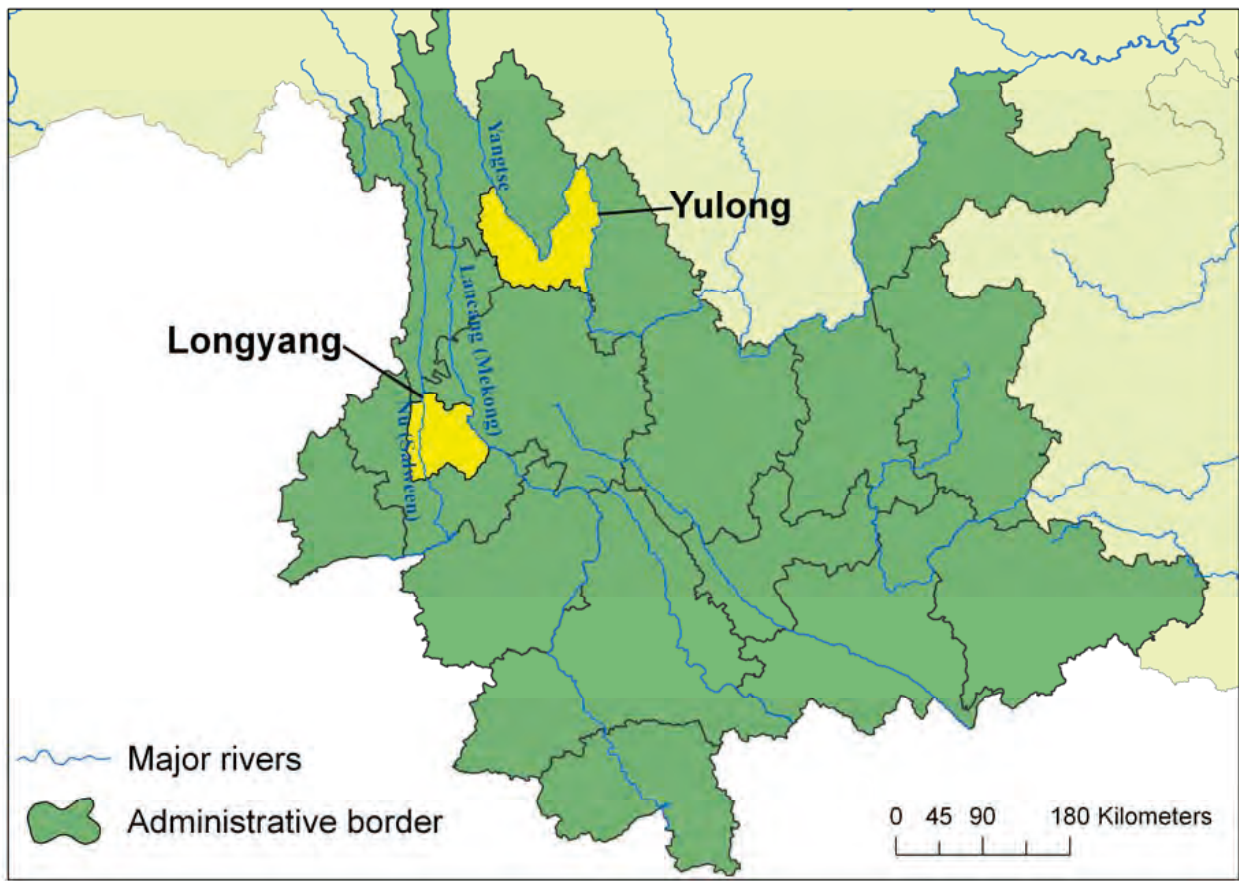 Yangtse
Yulong
Lancang (Mekong)
Longyang
Nu (Salween)
Major rivers
Administrative border
0 45 90 180 Kilometers